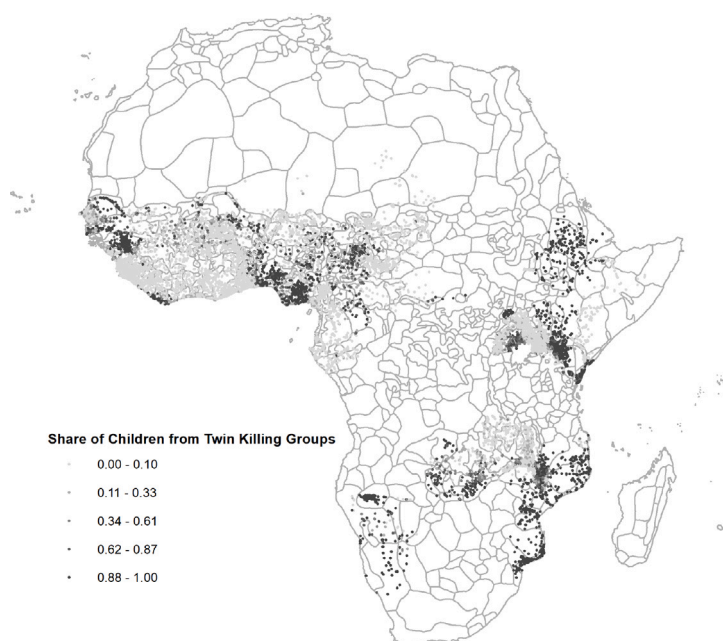 Share of Children from Twin Killing Groups
0.00 - 0.10
0.11 - 0.33
0.34 - 0.61
0.62 - 0.87
0.88 - 1.00